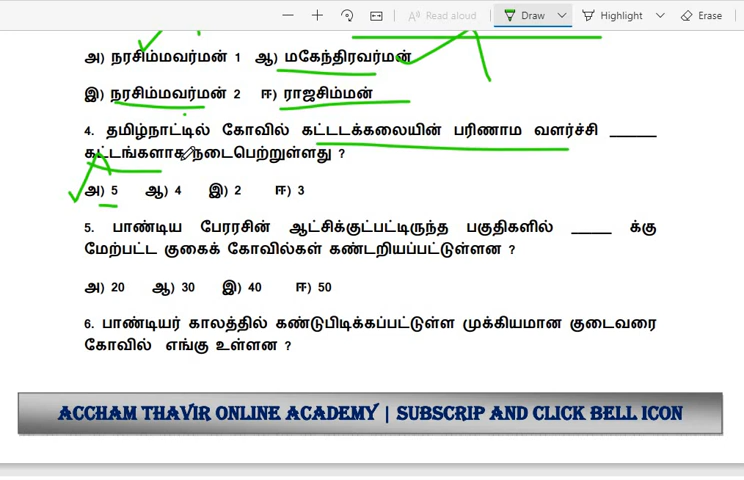 Read aloud Draw Highlight Erase
அ) நரசிம்மவர்மன் 1 ஆ) மகேந்திரவர்மன்
இ) நரசிம்மவர்மன் 2 ஈ) ராஜசிம்மன்
4. தமிழ்நாட்டில் கோவில் கட்டடக்கலையின் பரிணாம வளர்ச்சி _____
கட்டங்களாக நடைபெற்றுள்ளது ?
அ) 5 ஆ) 4 இ) 2 ஈ) 3
5. பாண்டிய பேரரசின் ஆட்சிக்குட்பட்டிருந்த பகுதிகளில் _____ க்கு
மேற்பட்ட குகைக் கோவில்கள் கண்டறியப்பட்டுள்ளன ?
அ) 20 ஆ) 30 இ) 40 ஈ) 50
6. பாண்டியர் காலத்தில் கண்டுபிடிக்கப்பட்டுள்ள முக்கியமான குடைவரை
கோவில் எங்கு உள்ளன ?
ACCHAM THAVIR ONLINE ACADEMY | SUBSCRIP AND CLICK BELL ICON